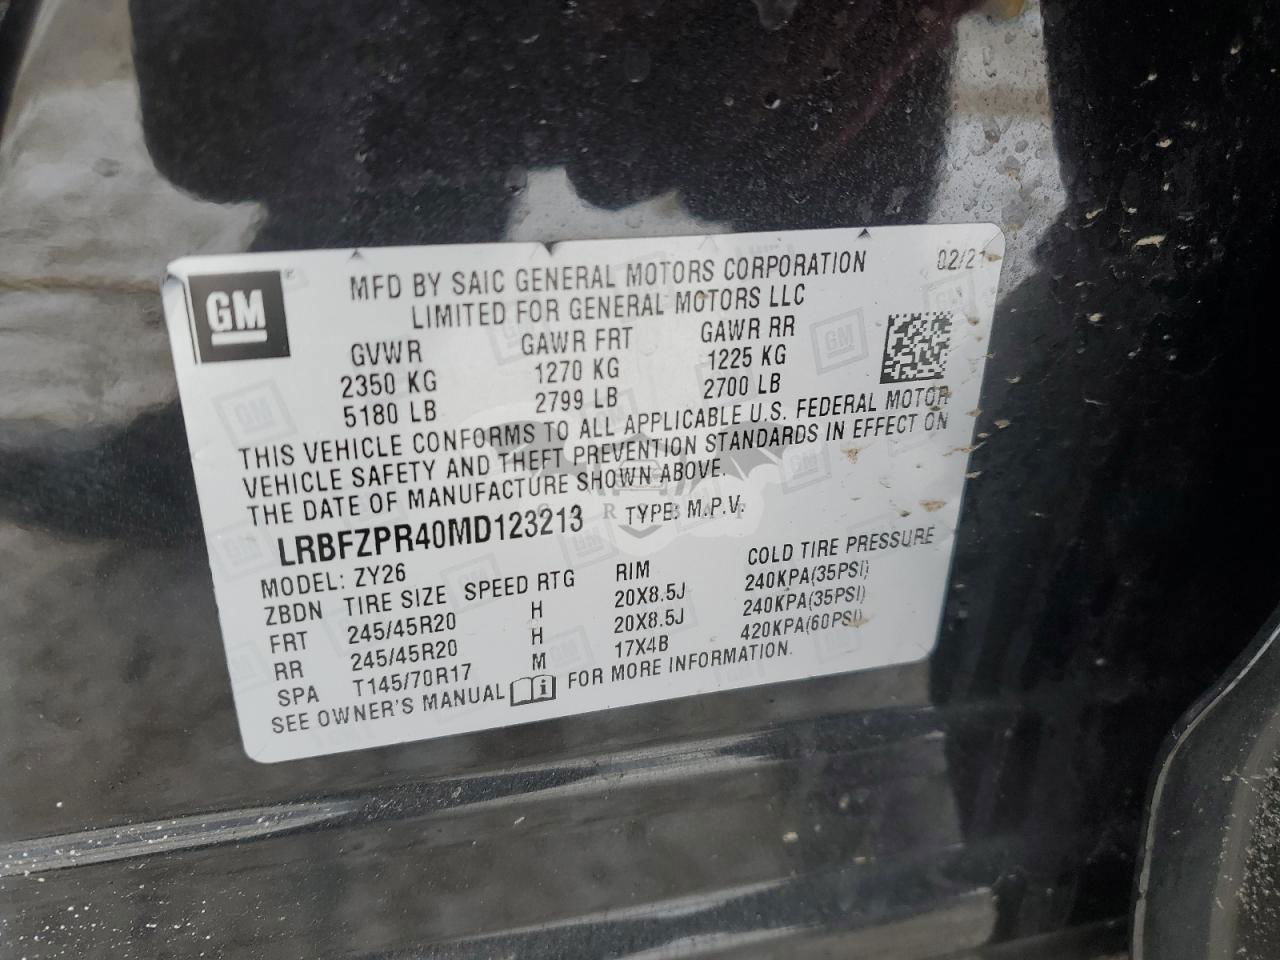 GM
MFD BY SAIC GENERAL MOTORS CORPORATION 02/21
LIMITED FOR GENERAL MOTORS LLC
GVWR GAWR FRT GAWR RR
2350 KG 1270 KG 1225 KG
5180 LB 2799 LB 2700 LB
THIS VEHICLE CONFORMS TO ALL APPLICABLE U.S. FEDERAL MOTOR
VEHICLE SAFETY AND THEFT PREVENTION STANDARDS IN EFFECT ON
THE DATE OF MANUFACTURE SHOWN ABOVE.
LRBFZPR40MD123213 TYPE: M.P.V.
MODEL: ZY26
ZBDN TIRE SIZE SPEED RTG RIM COLD TIRE PRESSURE
FRT 245/45R20 H 20X8.5J 240KPA(35PSI)
RR 245/45R20 H 20X8.5J 240KPA(35PSI)
SPA T145/70R17 M 17X4B 420KPA(60PSI)
SEE OWNER'S MANUAL i FOR MORE INFORMATION.